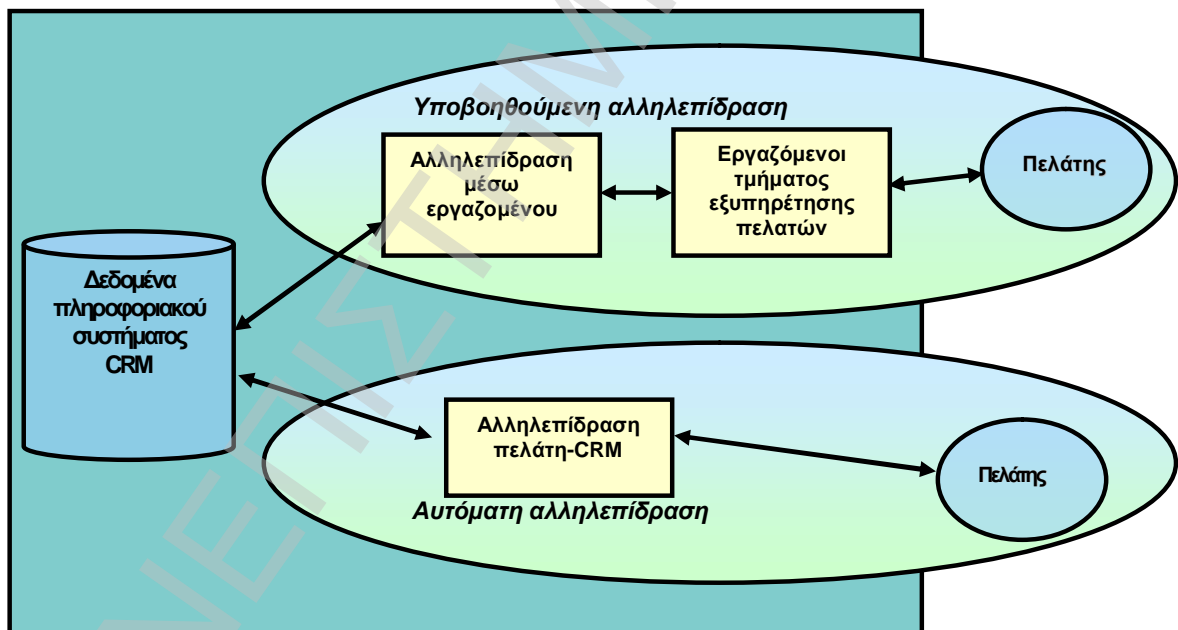 Υποβοηθούμενη αλληλεπίδραση
Αλληλεπίδραση
μέσω
εργαζομένου
Εργαζόμενοι
τμήματος
εξυπηρέτησης
πελατών
Πελάτης
Δεδομένα
πληροφοριακού
συστήματος
CRM
Αλληλεπίδραση
πελάτη-CRM
Πελάτης
Αυτόματη αλληλεπίδραση
ΝΕΠΙΣΤΗΜ